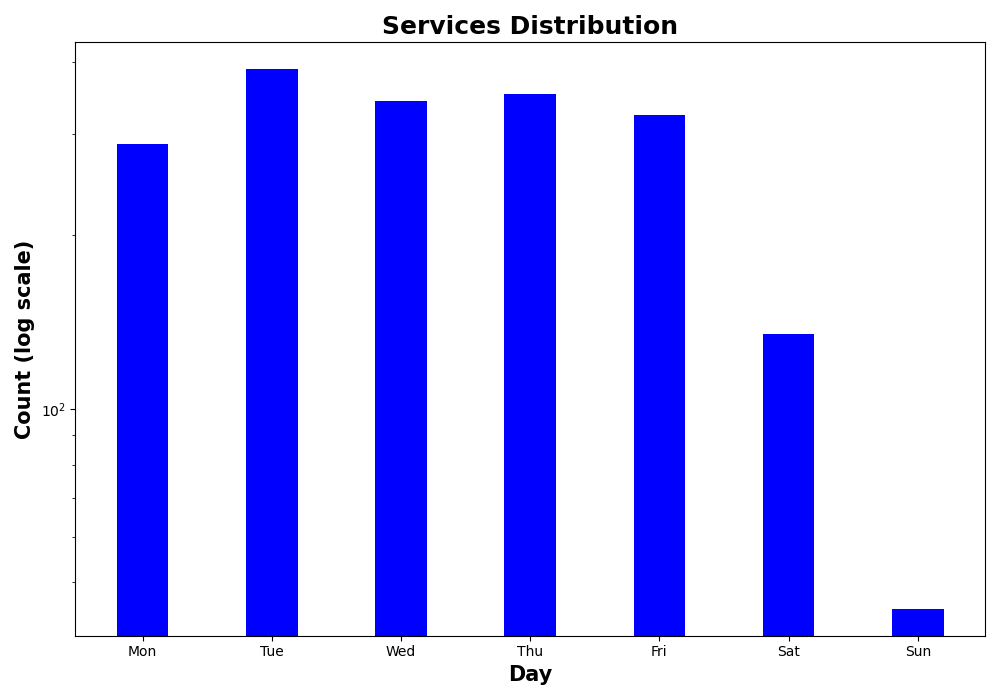 Services Distribution
Count (log scale)
10²
Mon Tue Wed Thu Fri Sat Sun
Day